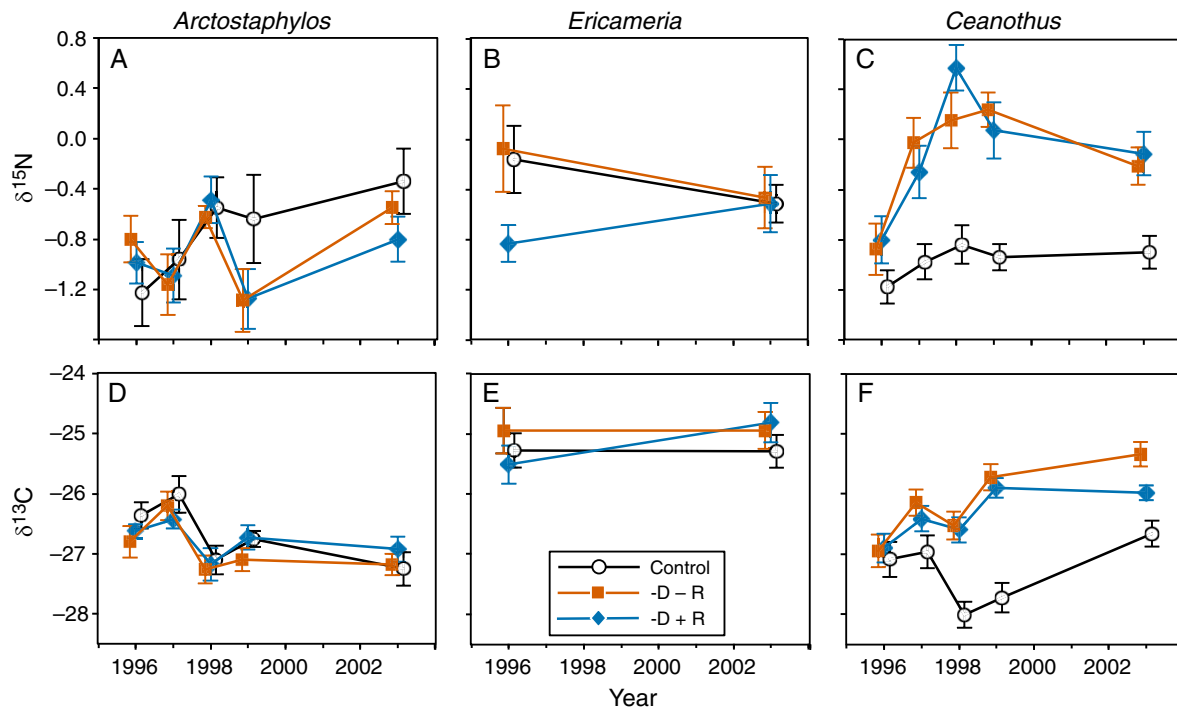 Arctostaphylos Ericameria Ceanothus
A B C
0.8
0.4
0.0
−0.4
−0.8
−1.2
δ15N
D E F
−24
−25
−26
−27
−28
δ13C
Control
-D – R
-D + R
1996 1998 2000 2002 1996 1998 2000 2002 1996 1998 2000 2002
Year